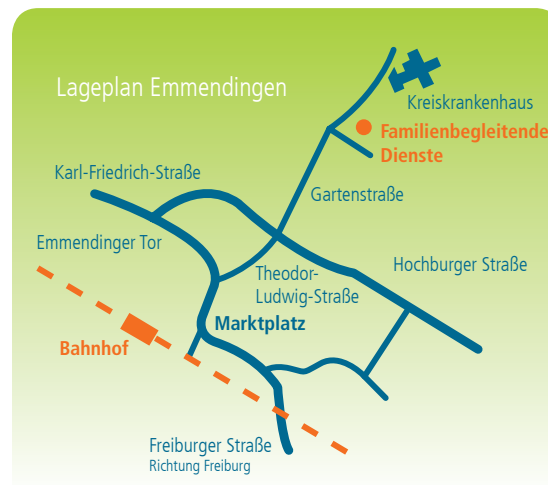 Lageplan Emmendingen
Kreiskrankenhaus
Familienbegleitende
Dienste
Karl-Friedrich-Straße
Gartenstraße
Emmendinger Tor
Theodor-
Ludwig-Straße
Hochburger Straße
Marktplatz
Bahnhof
Freiburger Straße
Richtung Freiburg